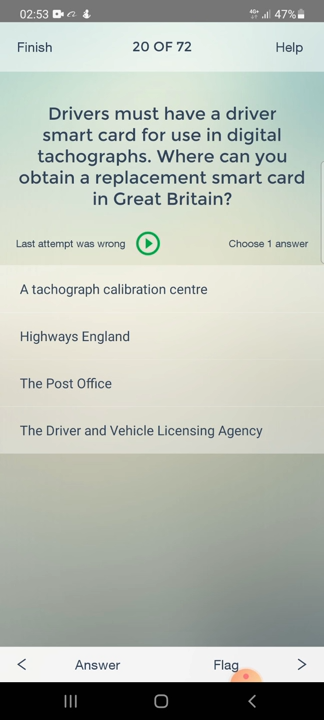 02:53 4G+ 47%
Finish 20 OF 72 Help
Drivers must have a driver
smart card for use in digital
tachographs. Where can you
obtain a replacement smart card
in Great Britain?
Last attempt was wrong Choose 1 answer
A tachograph calibration centre
Highways England
The Post Office
The Driver and Vehicle Licensing Agency
< Answer Flag >